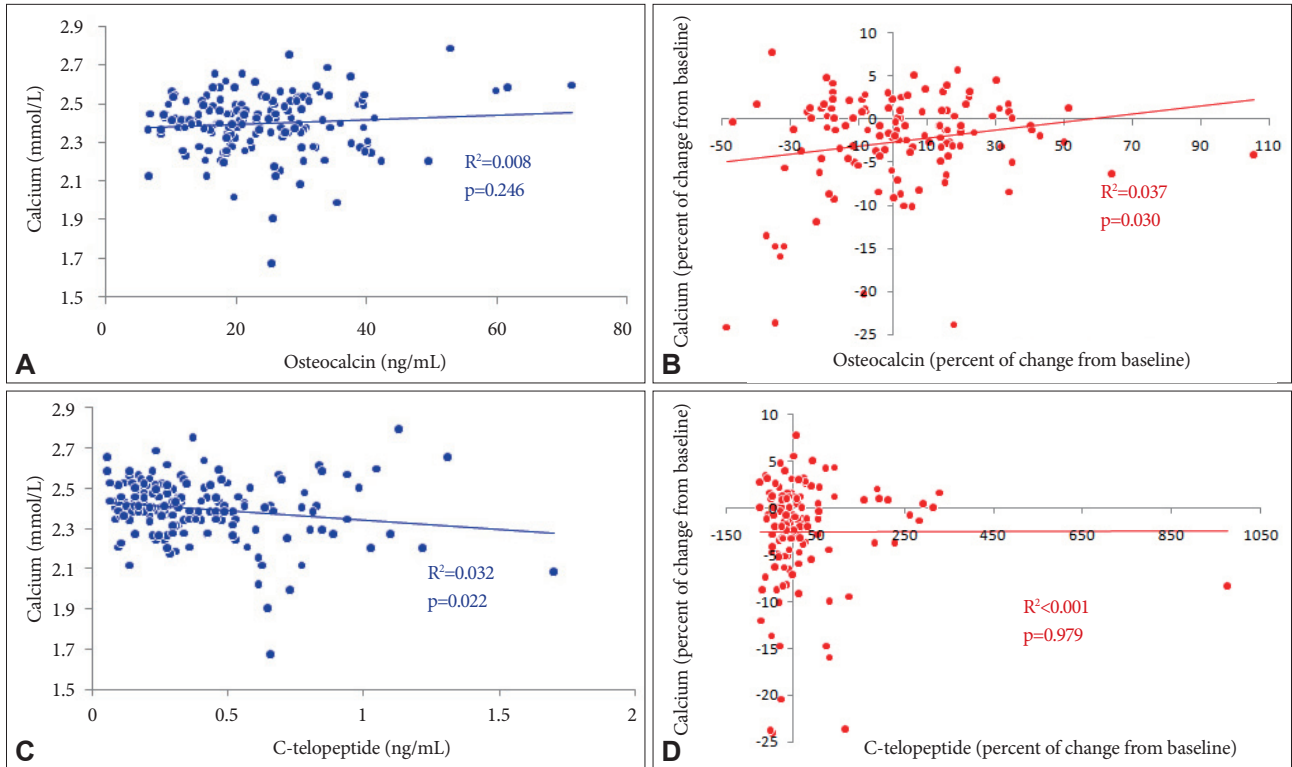 2.9
2.7
2.5
2.3
2.1
1.9
1.7
1.5
0
20
40
60
80
Calcium (mmol/L)
Osteocalcin (ng/mL)
R²=0.008
p=0.246
A
10
5
0
-5
-10
-15
-20
-25
-50
-30
-10
10
30
50
70
90
110
Calcium (percent of change from baseline)
Osteocalcin (percent of change from baseline)
R²=0.037
p=0.030
B
2.9
2.7
2.5
2.3
2.1
1.9
1.7
1.5
0
0.5
1
1.5
2
Calcium (mmol/L)
C-telopeptide (ng/mL)
R²=0.032
p=0.022
C
10
5
0
-5
-10
-15
-20
-25
-150
50
250
450
650
850
1050
Calcium (percent of change from baseline)
C-telopeptide (percent of change from baseline)
R²<0.001
p=0.979
D